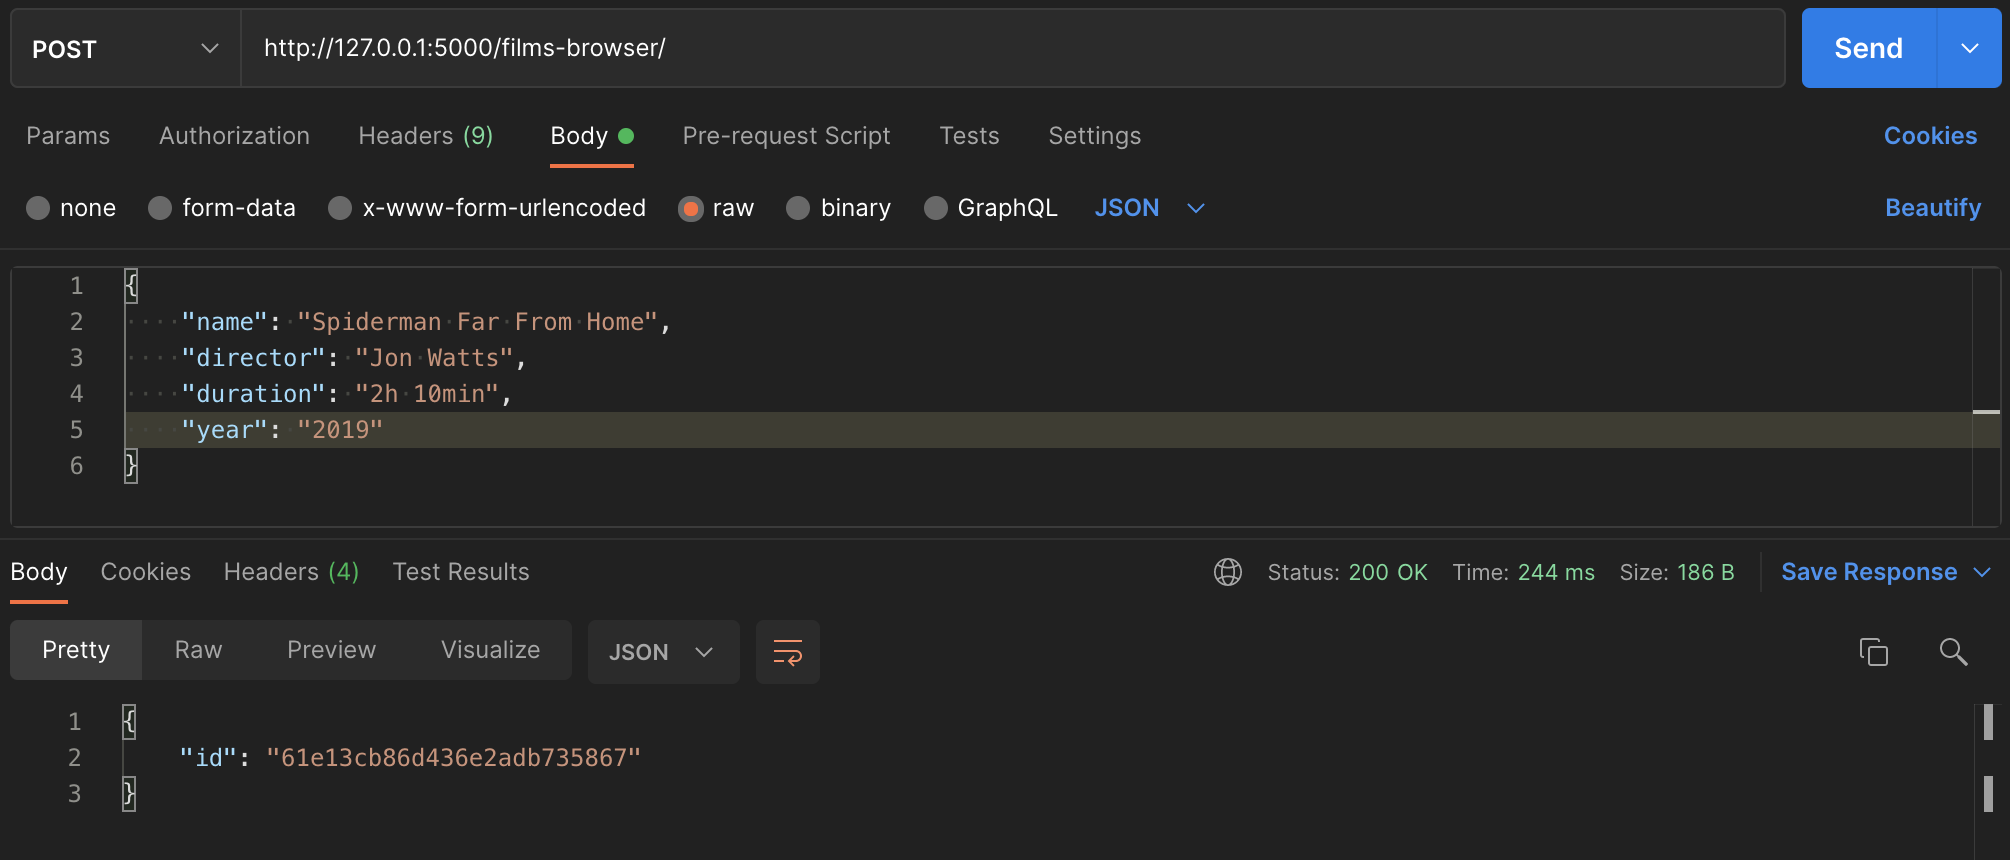 POST http://127.0.0.1:5000/films-browser/ Send
Params Authorization Headers (9) Body Pre-request Script Tests Settings Cookies
none form-data x-www-form-urlencoded raw binary GraphQL JSON Beautify
1 {
2 "name": "Spiderman Far From Home",
3 "director": "Jon Watts",
4 "duration": "2h 10min",
5 "year": "2019"
6 }
Body Cookies Headers (4) Test Results Status: 200 OK Time: 244 ms Size: 186 B Save Response
Pretty Raw Preview Visualize JSON
1 {
2 "id": "61e13cb86d436e2adb735867"
3 }